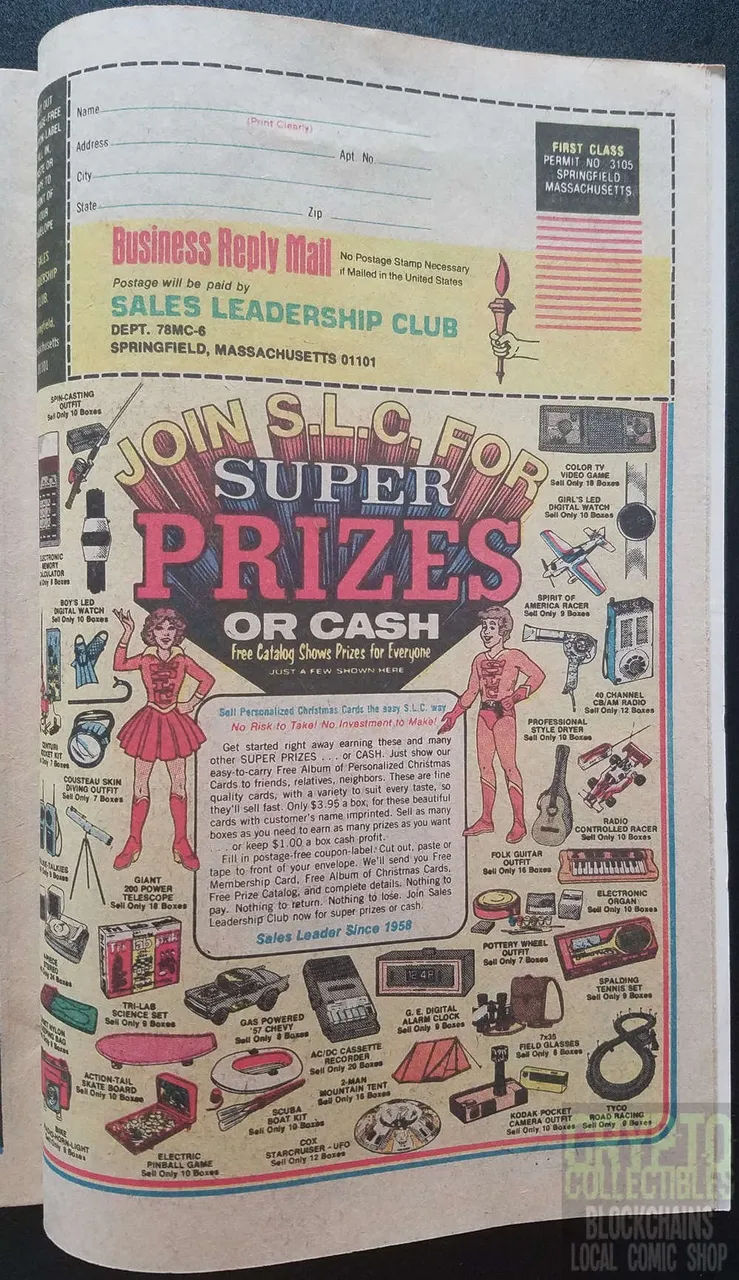 Name
(Print Clearly)
Address
Apt. No.
City
State
Zip
FIRST CLASS
PERMIT NO 3105
SPRINGFIELD
MASSACHUSETTS
Business Reply Mail
No Postage Stamp Necessary
if Mailed in the United States
Postage will be paid by
SALES LEADERSHIP CLUB
DEPT. 78MC-6
SPRINGFIELD, MASSACHUSETTS 01101
JOIN S.L.C. FOR
SUPER
PRIZES
OR CASH
Free Catalog Shows Prizes for Everyone
JUST A FEW SHOWN HERE
Sell Personalized Christmas Cards the easy S.L.C. way
No Risk to Take! No Investment to Make!
Get started right away earning these and many
other SUPER PRIZES . . . or CASH. Just show our
easy-to-carry Free Album of Personalized Christmas
Cards to friends, relatives, neighbors. These are fine
quality cards, with a variety to suit every taste, so
they'll sell fast. Only $3.95 a box, for these beautiful
cards with customer's name imprinted. Sell as many
boxes as you need to earn as many prizes as you want
. . . . or keep $1.00 a box cash profit.
Fill in postage-free coupon-label. Cut out, paste or
tape to front of your envelope. We'll send you Free
Membership Card, Free Album of Christmas Cards,
Free Prize Catalog, and complete details. Nothing to
pay. Nothing to return. Nothing to lose. Join Sales
Leadership Club now for super prizes or cash.
Sales Leader Since 1958
SPIN-CASTING
OUTFIT
Sell Only 10 Boxes
BOY'S LED
DIGITAL WATCH
Sell Only 10 Boxes
COUSTEAU SKIN
DIVING OUTFIT
Sell Only 7 Boxes
GIANT
200 POWER
TELESCOPE
Sell Only 18 Boxes
TRI-LAB
SCIENCE SET
Sell Only 9 Boxes
ACTION-TAIL
SKATE BOARD
Sell Only 10 Boxes
ELECTRIC
PINBALL GAME
Sell Only 10 Boxes
GAS POWERED
'57 CHEVY
Sell Only 8 Boxes
SCUBA
BOAT KIT
Sell Only 10 Boxes
COX
STARCRUISER - UFO
Sell Only 12 Boxes
AC/DC CASSETTE
RECORDER
Sell Only 20 Boxes
2-MAN
MOUNTAIN TENT
Sell Only 16 Boxes
G. E. DIGITAL
ALARM CLOCK
Sell Only 9 Boxes
7x35
FIELD GLASSES
Sell Only 8 Boxes
KODAK POCKET
CAMERA OUTFIT
Sell Only 10 Boxes
TYCO
ROAD RACING
Sell Only 8 Boxes
SPALDING
TENNIS SET
Sell Only 9 Boxes
POTTERY WHEEL
OUTFIT
Sell Only 7 Boxes
ELECTRONIC
ORGAN
Sell Only 10 Boxes
FOLK GUITAR
OUTFIT
Sell Only 16 Boxes
RADIO
CONTROLLED RACER
Sell Only 10 Boxes
PROFESSIONAL
STYLE DRYER
Sell Only 10 Boxes
40 CHANNEL
CB/AM RADIO
Sell Only 12 Boxes
SPIRIT OF
AMERICA RACER
Sell Only 9 Boxes
GIRL'S LED
DIGITAL WATCH
Sell Only 10 Boxes
COLOR TV
VIDEO GAME
Sell Only 18 Boxes
CRYPTO
COLLECTIBLES
BLOCKCHAINS
LOCAL COMIC SHOP